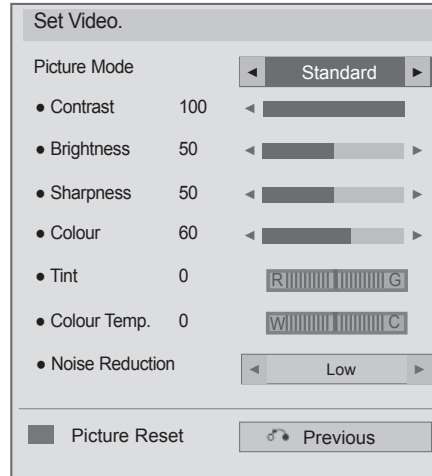 Set Video.
Picture Mode ◄ Standard ►
● Contrast 100 ◄
● Brightness 50 ◄ ►
● Sharpness 50 ◄ ►
● Colour 60 ◄ ►
● Tint 0 R G
● Colour Temp. 0 W C
● Noise Reduction ◄ Low ►
Picture Reset Previous